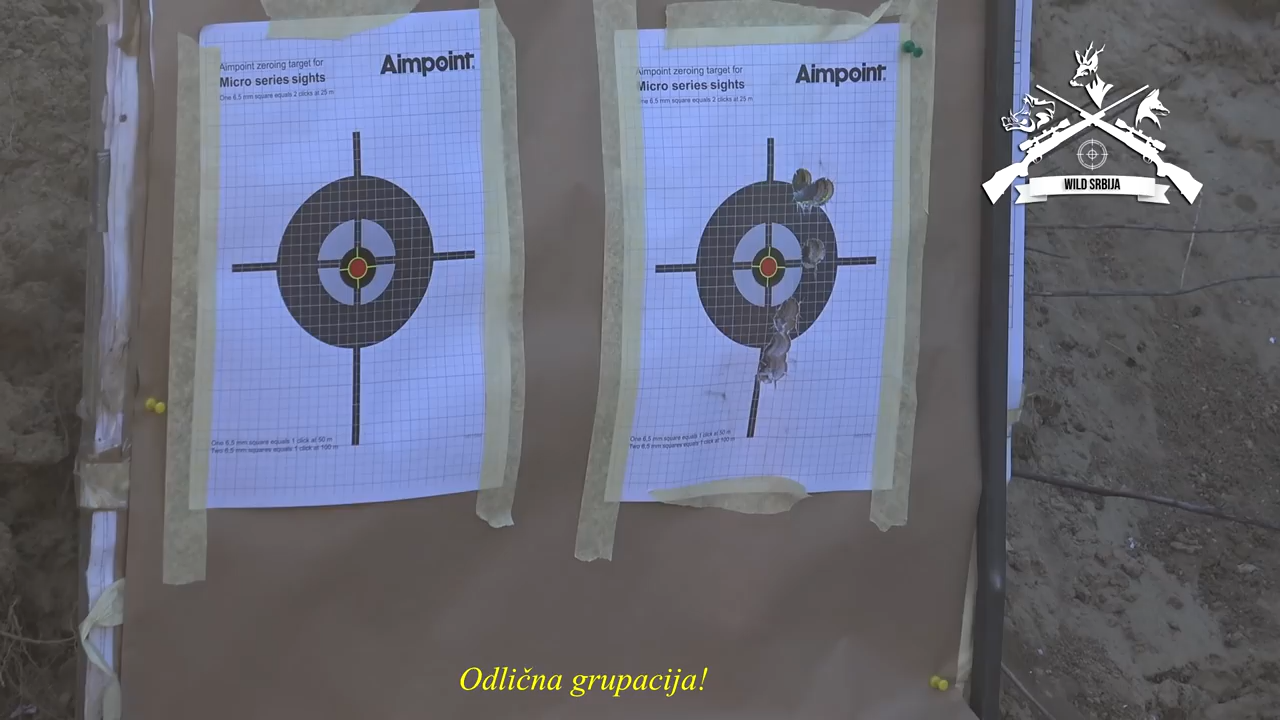 Aimpoint zeroing target for
Micro series sights
One 6,5 mm square equals 2 clicks at 25 m
Aimpoint
One 6,5 mm square equals 1 click at 50 m
Two 6,5 mm squares equals 1 click at 100 m
Aimpoint zeroing target for
Micro series sights
One 6,5 mm square equals 2 clicks at 25 m
Aimpoint
One 6,5 mm square equals 1 click at 50 m
Two 6,5 mm squares equals 1 click at 100 m
WILD SRBIJA
Odlična grupacija!